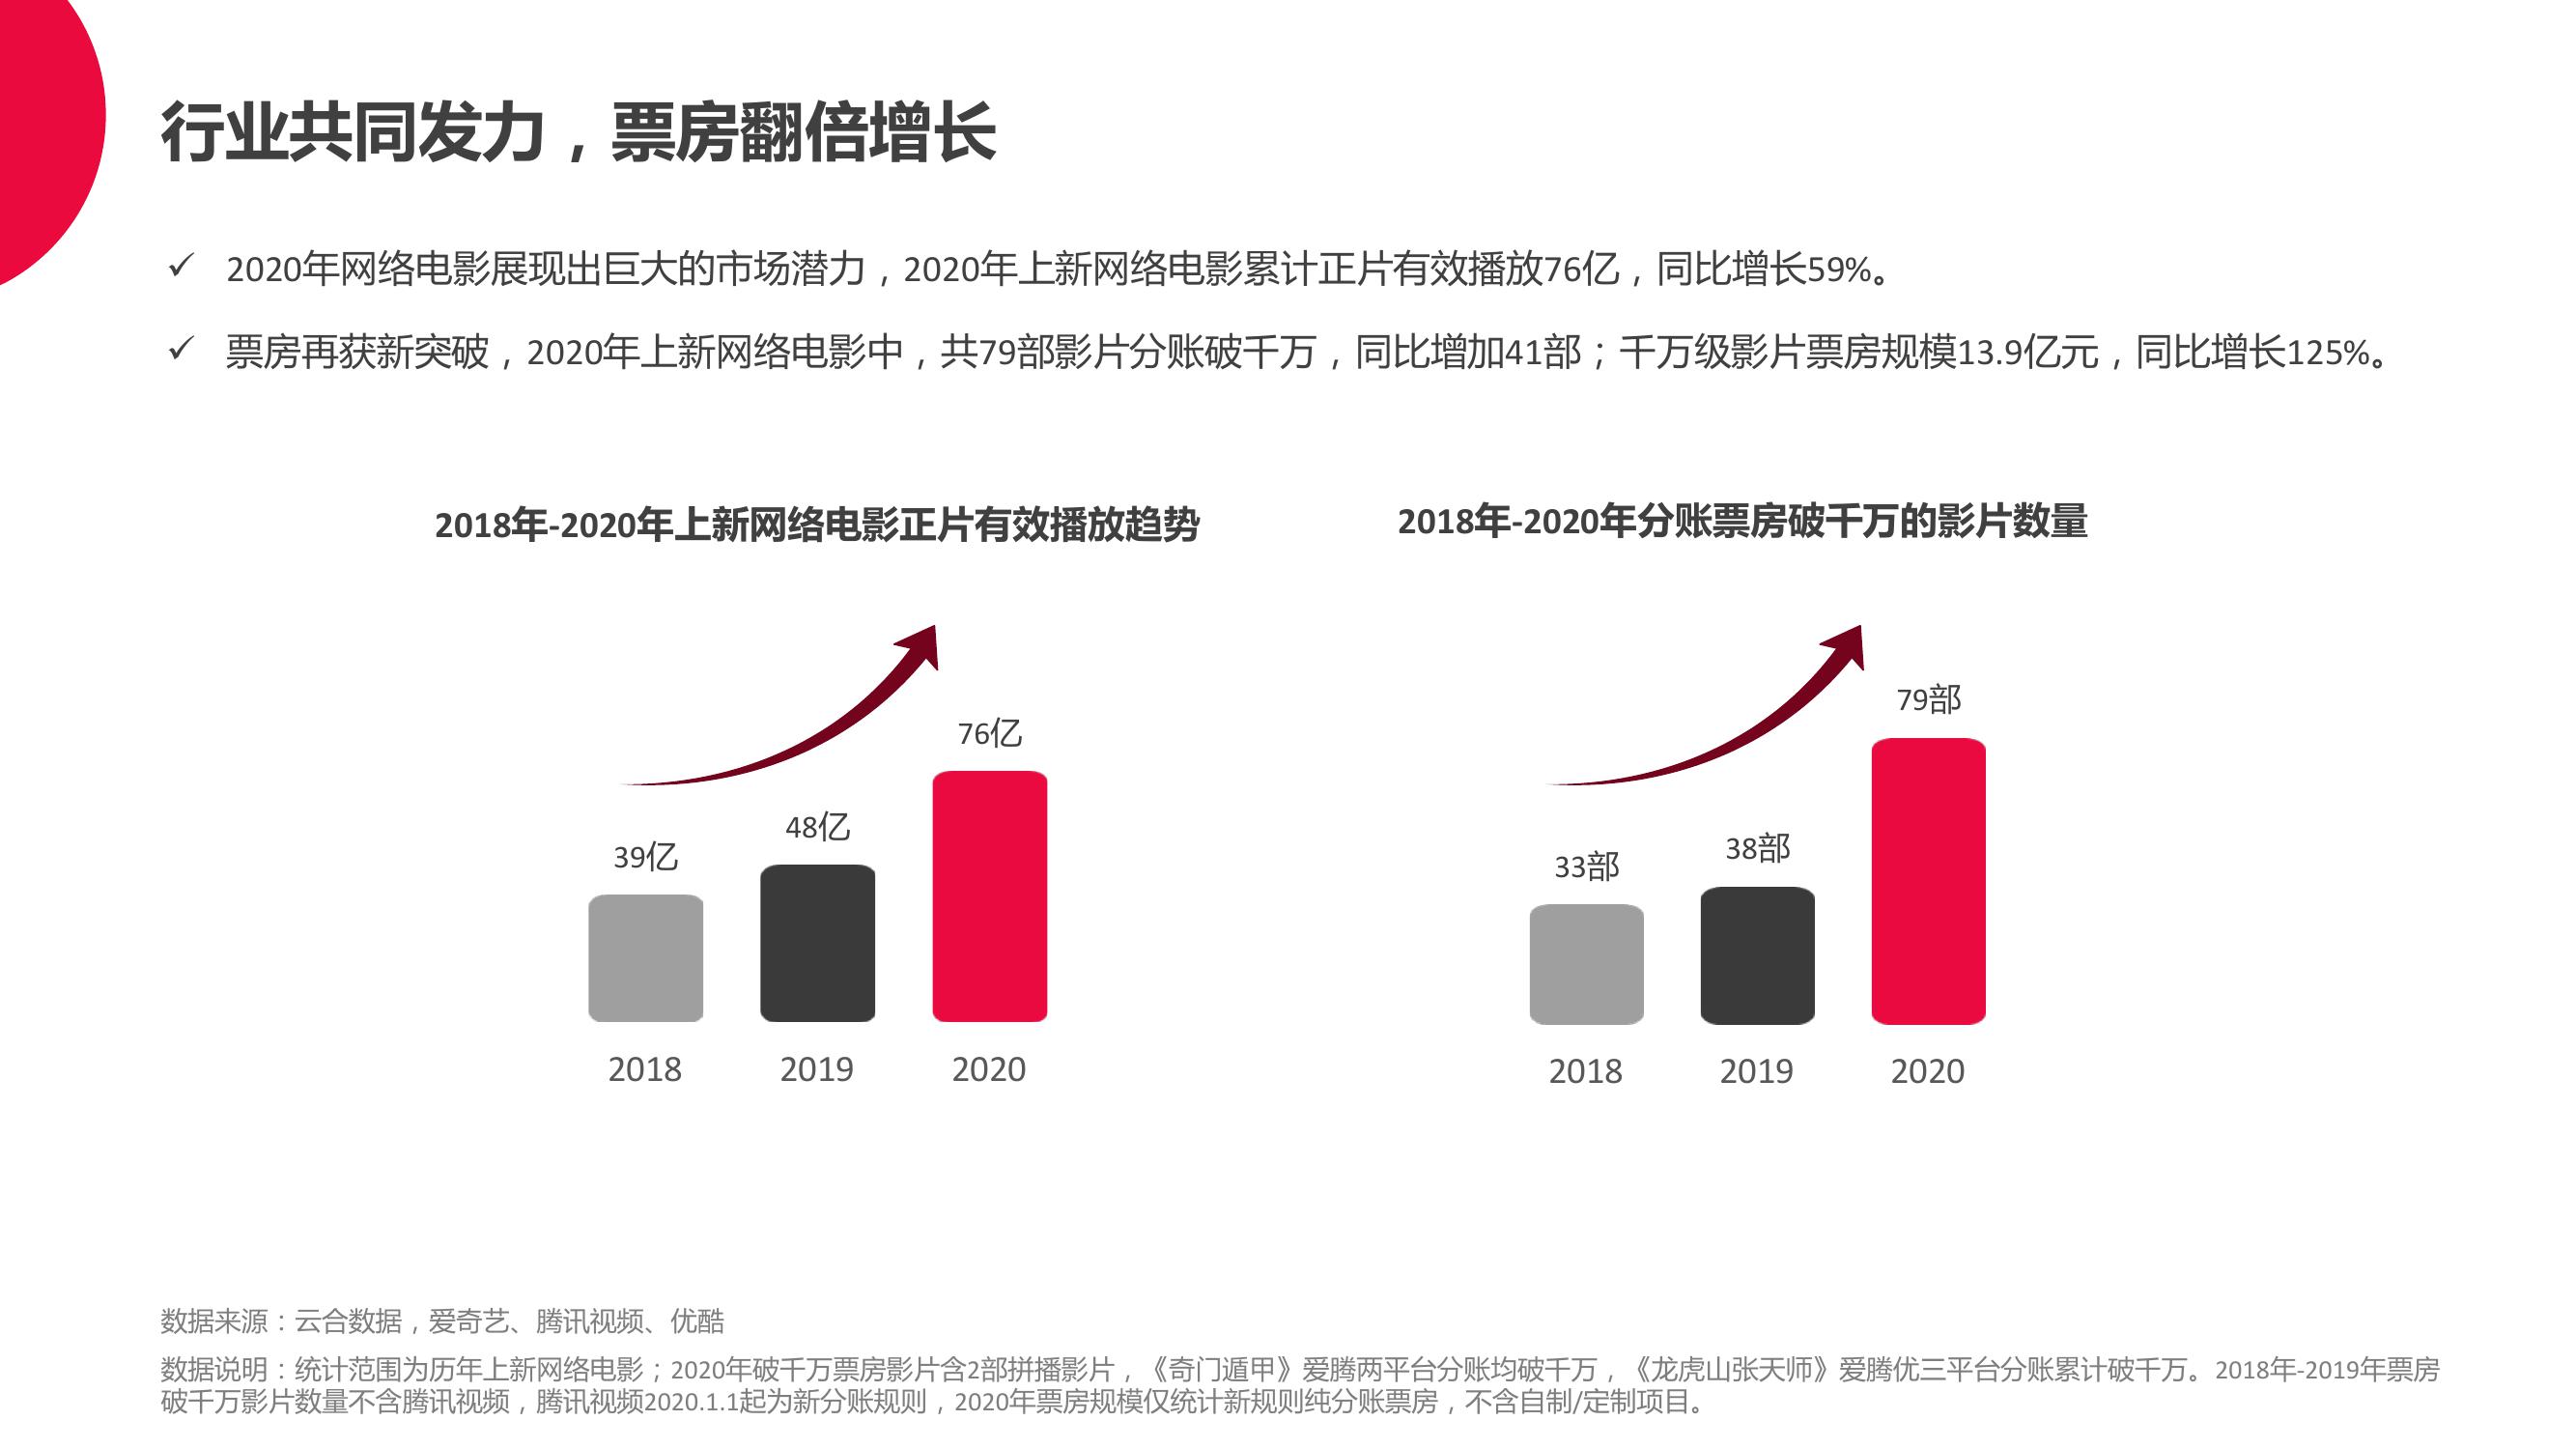 行业共同发力，票房翻倍增长
✓ 2020年网络电影展现出巨大的市场潜力，2020年上新网络电影累计正片有效播放76亿，同比增长59%。
✓ 票房再获新突破，2020年上新网络电影中，共79部影片分账破千万，同比增加41部；千万级影片票房规模13.9亿元，同比增长125%。
2018年-2020年上新网络电影正片有效播放趋势
39亿
48亿
76亿
2018
2019
2020
2018年-2020年分账票房破千万的影片数量
33部
38部
79部
2018
2019
2020
数据来源：云合数据，爱奇艺、腾讯视频、优酷
数据说明：统计范围为历年上新网络电影；2020年破千万票房影片含2部拼播影片，《奇门遁甲》爱腾两平台分账均破千万，《龙虎山张天师》爱腾优三平台分账累计破千万。2018年-2019年票房
破千万影片数量不含腾讯视频，腾讯视频2020.1.1起为新分账规则，2020年票房规模仅统计新规则纯分账票房，不含自制/定制项目。